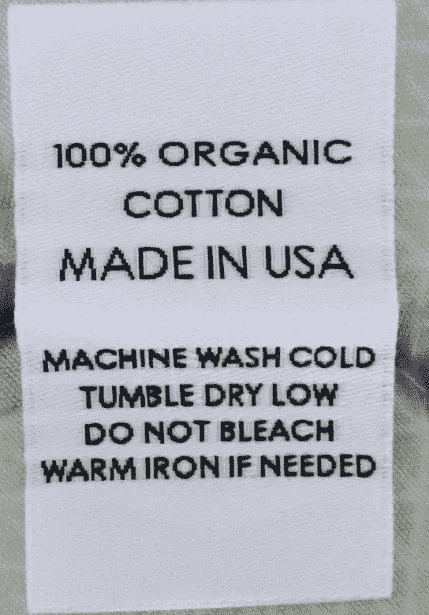 100% ORGANIC
COTTON
MADE IN USA
MACHINE WASH COLD
TUMBLE DRY LOW
DO NOT BLEACH
WARM IRON IF NEEDED